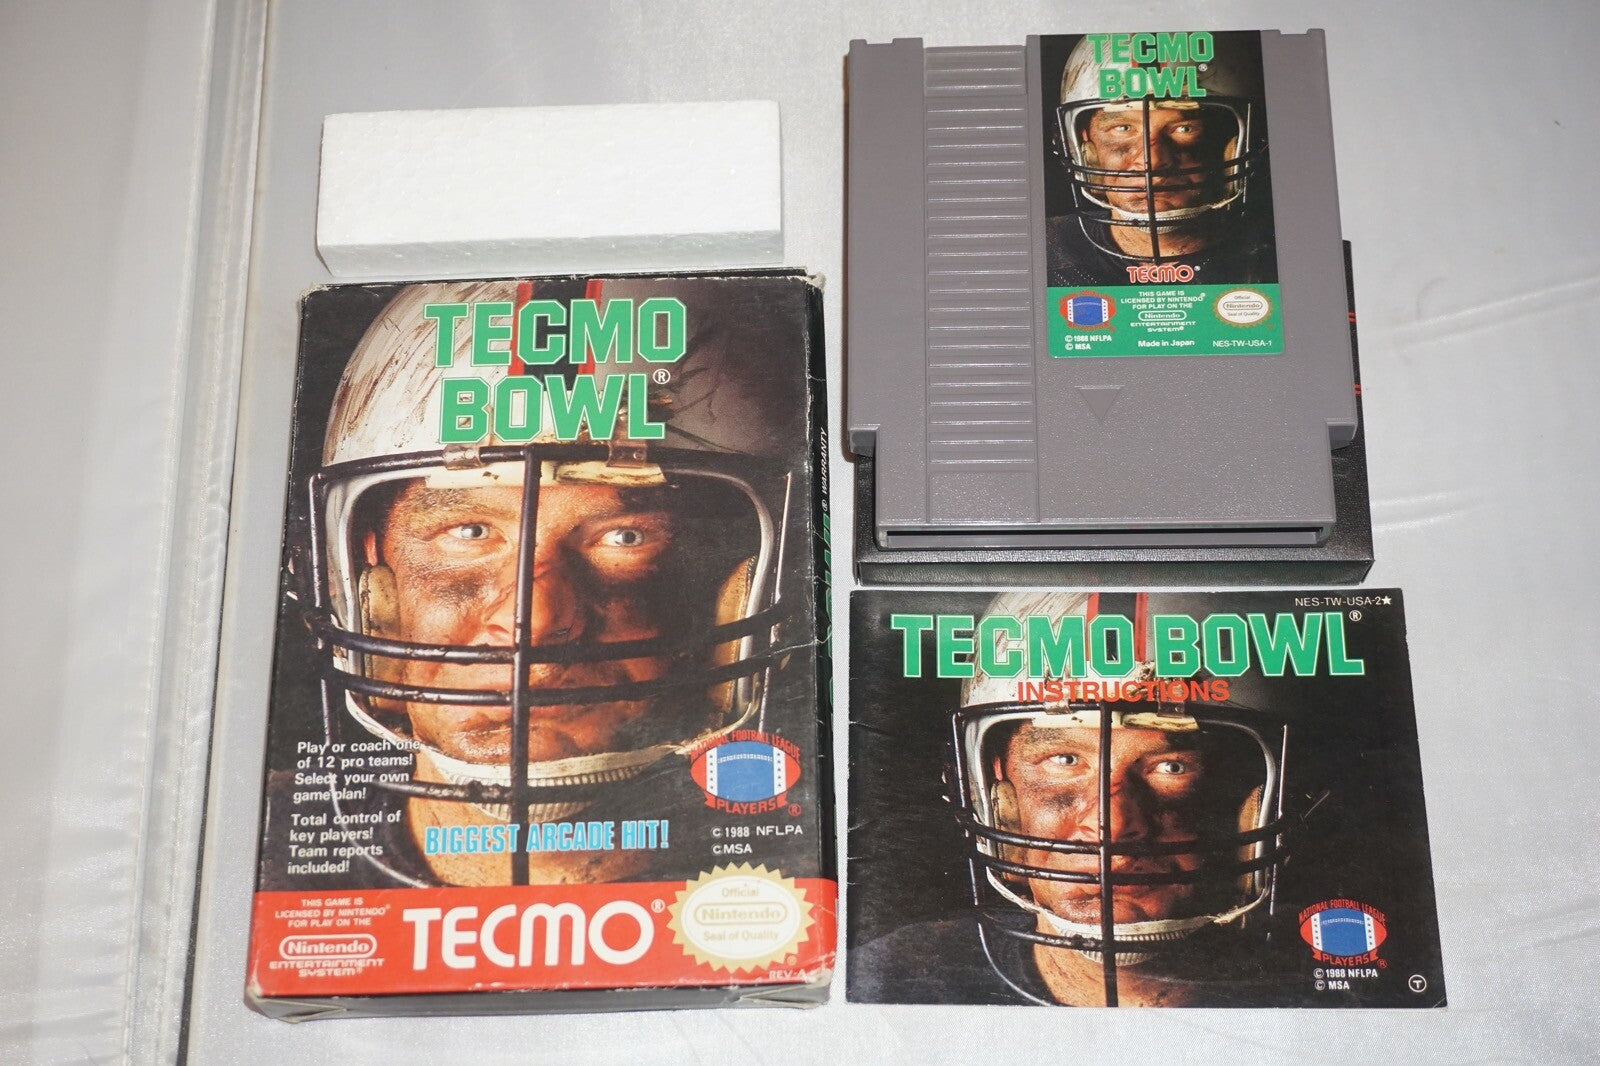 TECMO
BOWL®
Play or coach one
of 12 pro teams!
Select your own
game plan!
Total control of
key players!
Team reports
included!
BIGGEST ARCADE HIT!
NATIONAL FOOTBALL LEAGUE
PLAYERS®
© 1988 NFLPA
© MSA
THIS GAME IS
LICENSED BY NINTENDO®
FOR PLAY ON THE
Nintendo
ENTERTAINMENT
SYSTEM®
TECMO®
Official
Nintendo
Seal of Quality
®
REV-A
® WARRANTY
TECMO
BOWL®
TECMO®
THIS GAME IS
LICENSED BY NINTENDO®
FOR PLAY ON THE
Nintendo
ENTERTAINMENT
SYSTEM®
Official
Nintendo
Seal of Quality
© 1988 NFLPA
© MSA
Made in Japan
NES-TW-USA-1
NES-TW-USA-2★
TECMO BOWL®
INSTRUCTIONS
NATIONAL FOOTBALL LEAGUE
PLAYERS®
© 1988 NFLPA
© MSA
T